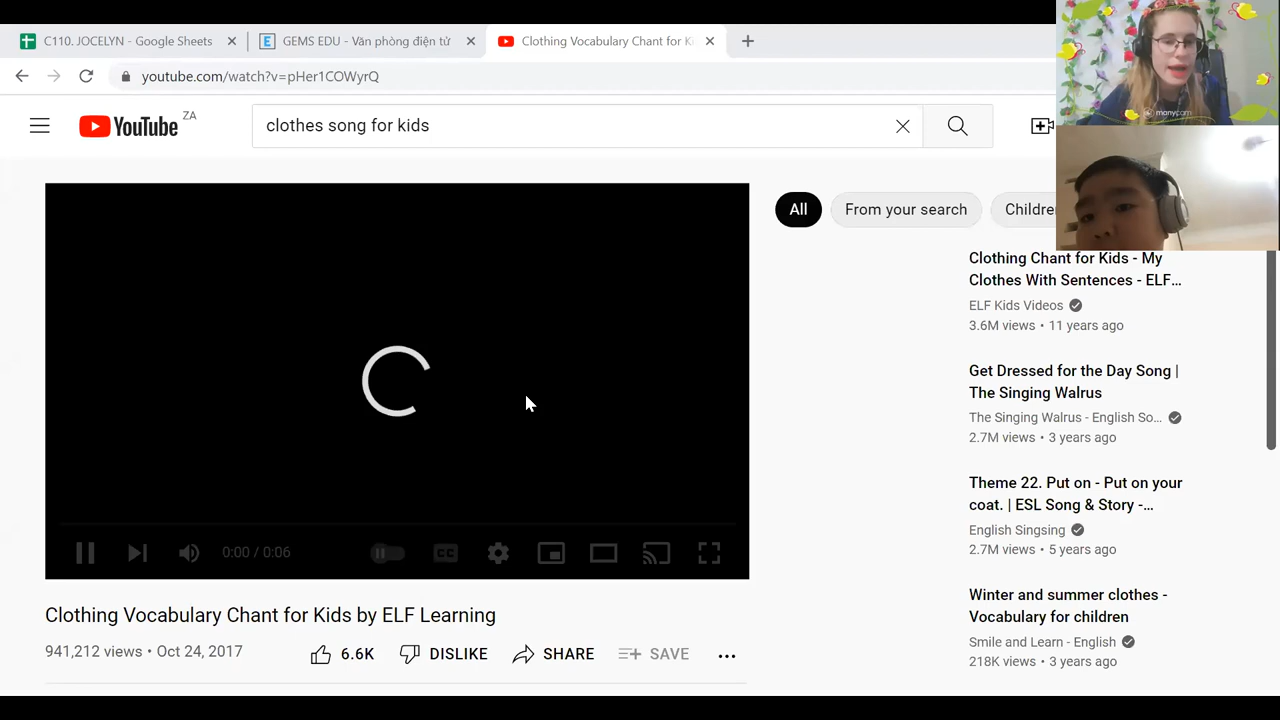 C110. JOCELYN - Google Sheets
GEMS EDU - Văn phòng điện tử
Clothing Vocabulary Chant for K
youtube.com/watch?v=pHer1COWyrQ
YouTube ZA
clothes song for kids
manycam
All
From your search
Childre
Clothing Chant for Kids - My
Clothes With Sentences - ELF...
ELF Kids Videos
3.6M views • 11 years ago
Get Dressed for the Day Song |
The Singing Walrus
The Singing Walrus - English So...
2.7M views • 3 years ago
Theme 22. Put on - Put on your
coat. | ESL Song & Story -...
English Singsing
2.7M views • 5 years ago
Winter and summer clothes -
Vocabulary for children
Smile and Learn - English
218K views • 3 years ago
0:00 / 0:06
CC
Clothing Vocabulary Chant for Kids by ELF Learning
941,212 views • Oct 24, 2017
6.6K
DISLIKE
SHARE
SAVE